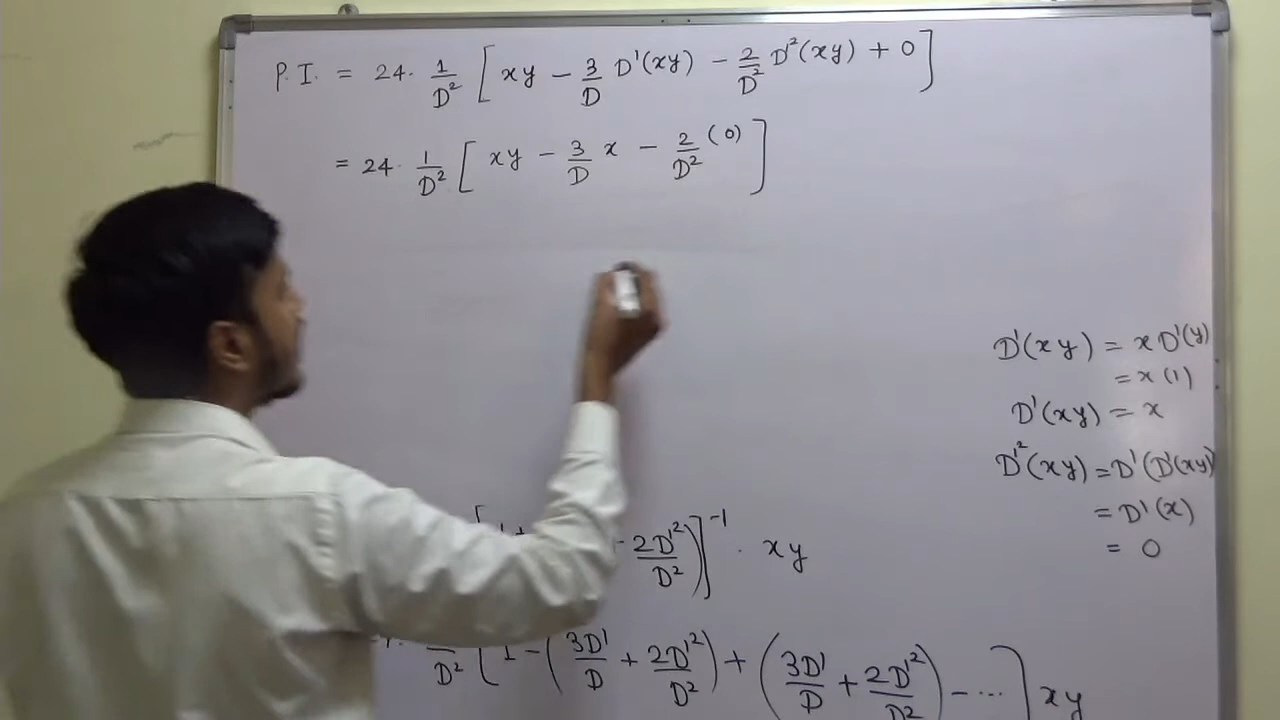 P.I. = 24. 1/D² [ xy − 3/D D'(xy) − 2/D² D'²(xy) + 0 ]
= 24. 1/D² [ xy − 3/D x − 2/D² (0) ]
D'(xy) = x D'(y)
= x (1)
D'(xy) = x
D'²(xy) = D'(D'(xy)
= D'(x)
= 0
2D'²/D² ) ]⁻¹ . xy
D² [ 1 − ( 3D'/D + 2D'²/D² ) + ( 3D'/D + 2D'²/D² ) − ... ] xy